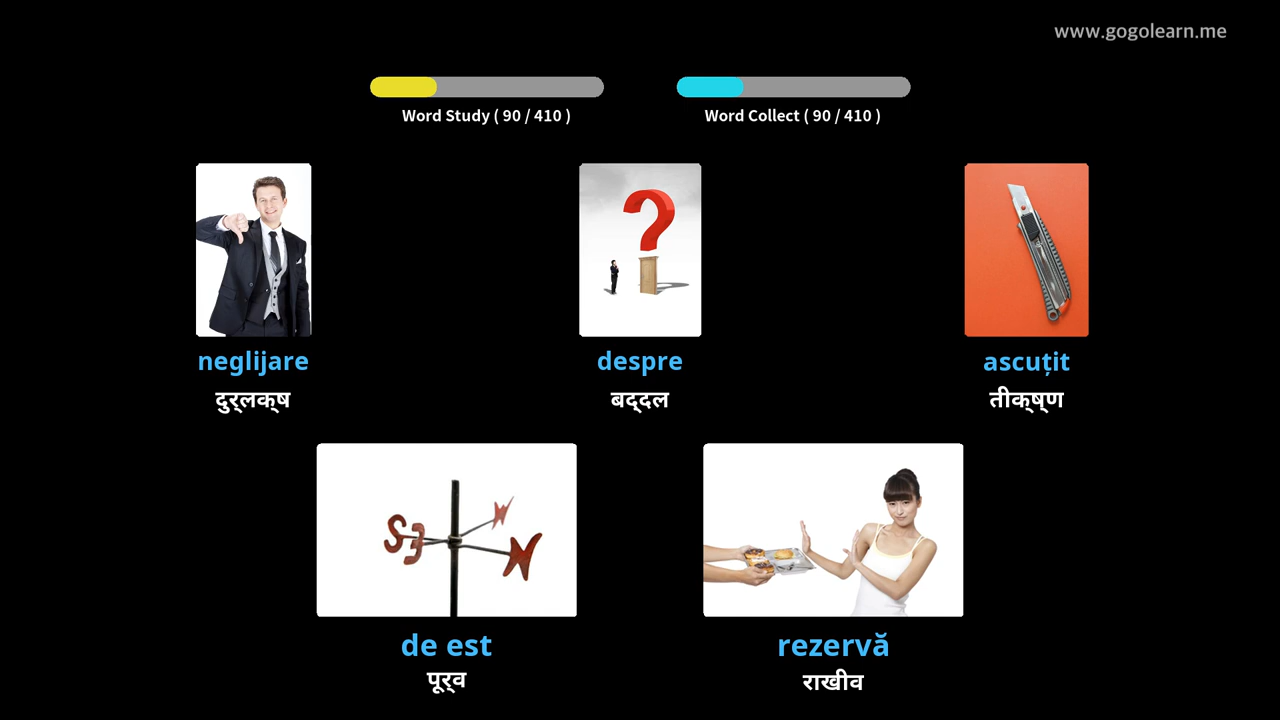 www.gogolearn.me
Word Study ( 90 / 410 )
Word Collect ( 90 / 410 )
neglijare
despre
ascuțit
दुर्लक्ष
बद्दल
तीक्ष्ण
S E N
de est
rezervă
पूर्व
राखीव